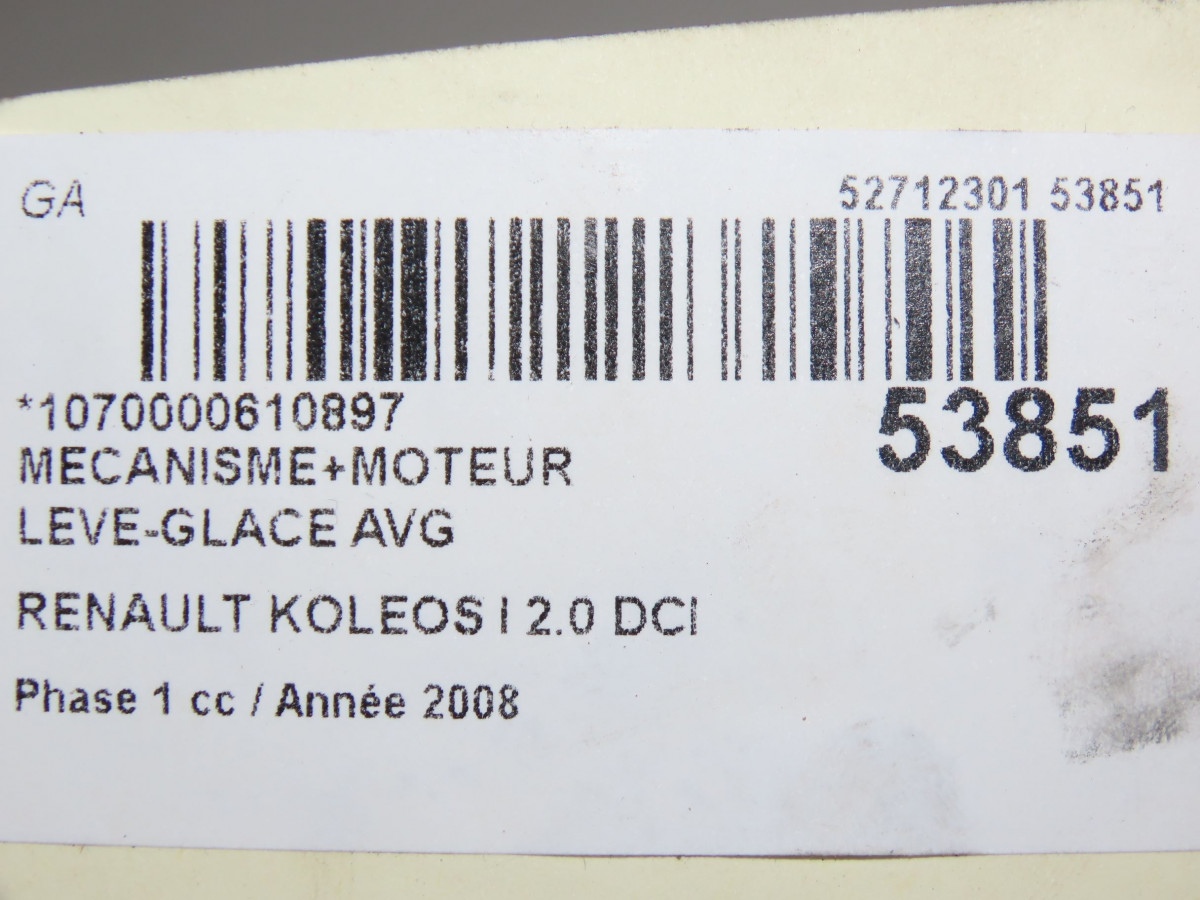 GA
52712301 53851
*1070000610897
53851
MECANISME+MOTEUR
LEVE-GLACE AVG
RENAULT KOLEOS I 2.0 DCI
Phase 1 cc / Année 2008